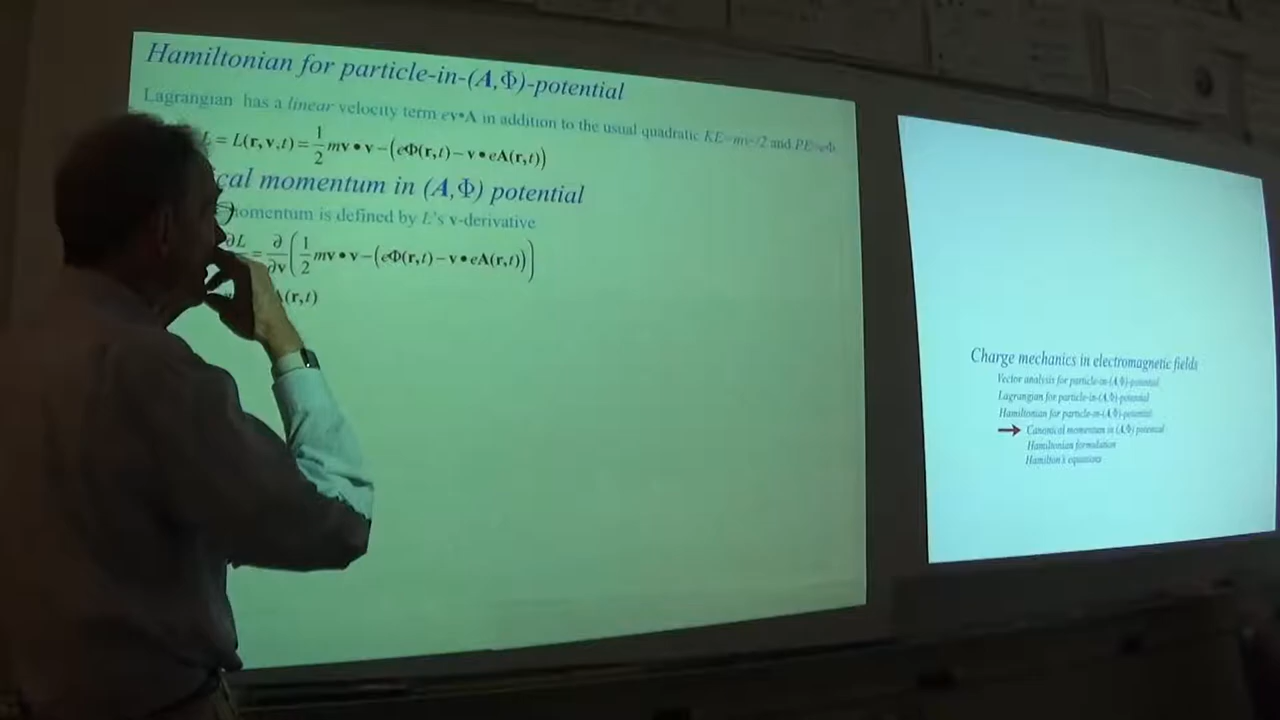 Hamiltonian for particle-in-(A,Φ)-potential
Lagrangian has a linear velocity term ev•A in addition to the usual quadratic KE=mv²/2 and PE=eΦ
L = L(r,v,t) = 1/2 mv•v−(eΦ(r,t)−v•eA(r,t))
cal momentum in (A,Φ) potential
momentum is defined by L's v-derivative
∂L = ∂/∂v (1/2 mv•v−(eΦ(r,t)−v•eA(r,t)))
A(r,t)
Charge mechanics in electromagnetic fields
Vector analysis for particle-in-(A,Φ)-potential
Lagrangian for particle-in-(A,Φ)-potential
Hamiltonian for particle-in-(A,Φ)-potential
Canonical momentum in (A,Φ) potential
Hamiltonian formulation
Hamilton's equations